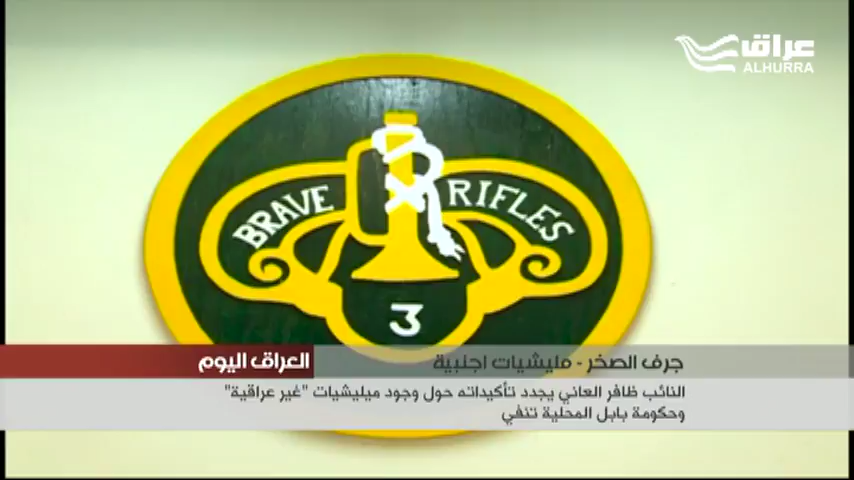 عراق
ALHURRA
BRAVE RIFLES
3
جرف الصخر - مليشيات اجنبية
العراق اليوم
النائب ظافر العاني يجدد تأكيداته حول وجود ميليشيات "غير عراقية"
وحكومة بابل المحلية تنفي